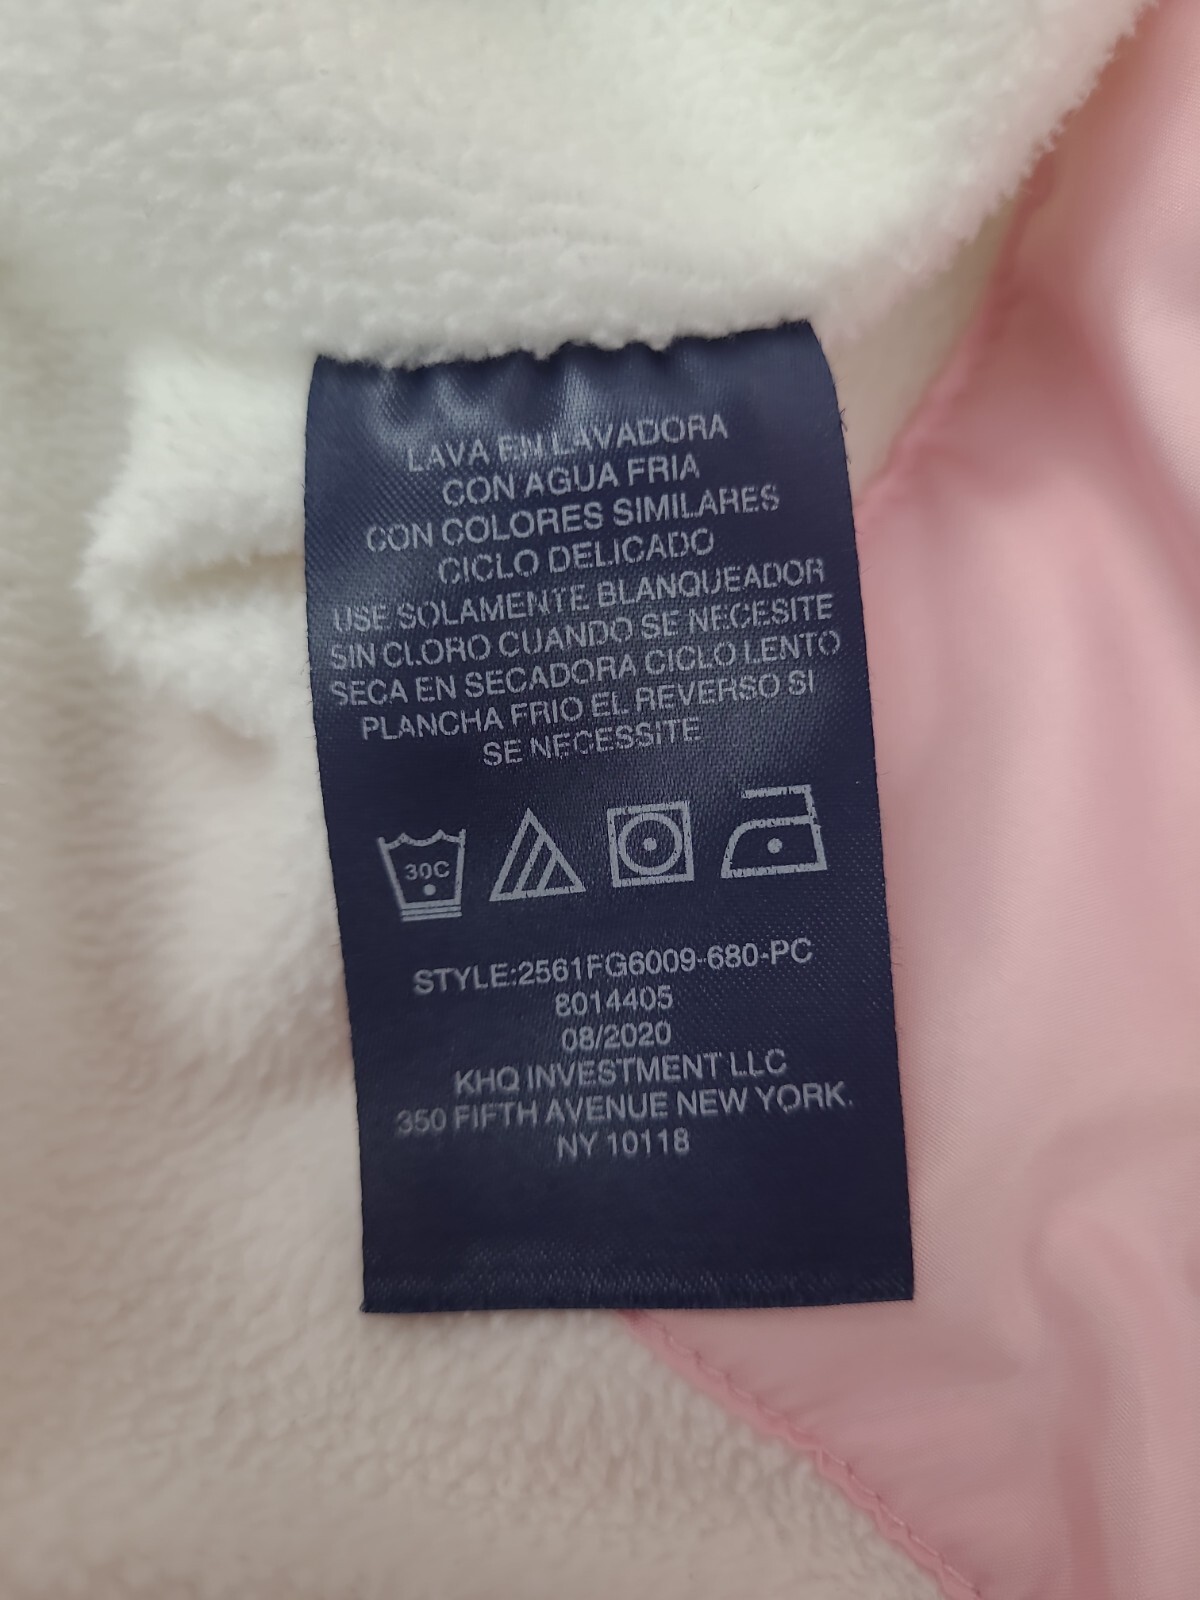 LAVA EN LAVADORA
CON AGUA FRIA
CON COLORES SIMILARES
CICLO DELICADO
USE SOLAMENTE BLANQUEADOR
SIN CLORO CUANDO SE NECESITE
SECA EN SECADORA CICLO LENTO
PLANCHA FRIO EL REVERSO SI
SE NECESSITE
30C
STYLE:2561FG6009-680-PC
8014405
08/2020
KHQ INVESTMENT LLC
350 FIFTH AVENUE NEW YORK.
NY 10118